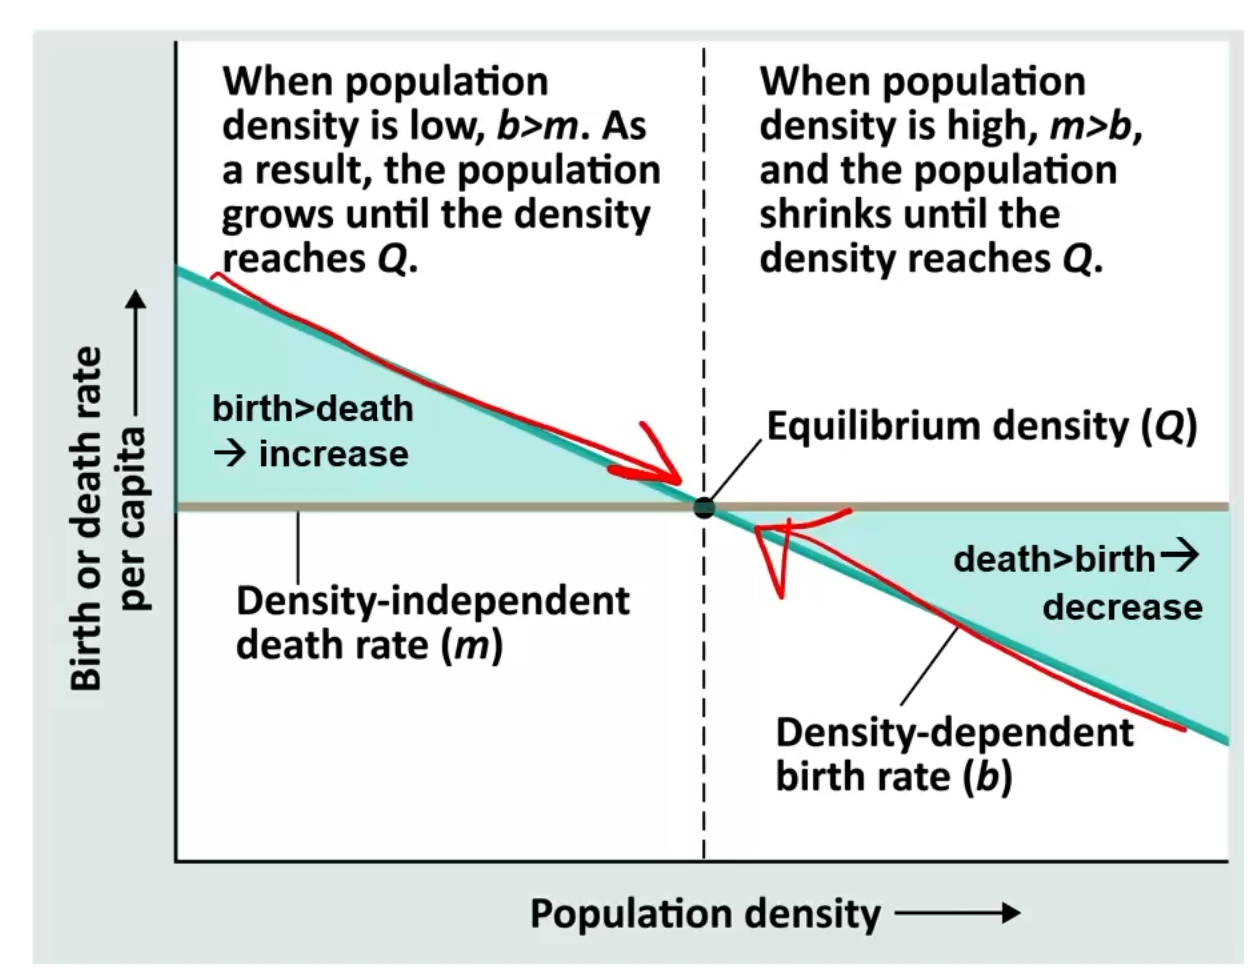 When population
density is low, b>m. As
a result, the population
grows until the density
reaches Q.
When population
density is high, m>b,
and the population
shrinks until the
density reaches Q.
Birth or death rate
per capita →
birth>death
→ increase
Equilibrium density (Q)
death>birth→
decrease
Density-independent
death rate (m)
Density-dependent
birth rate (b)
Population density →